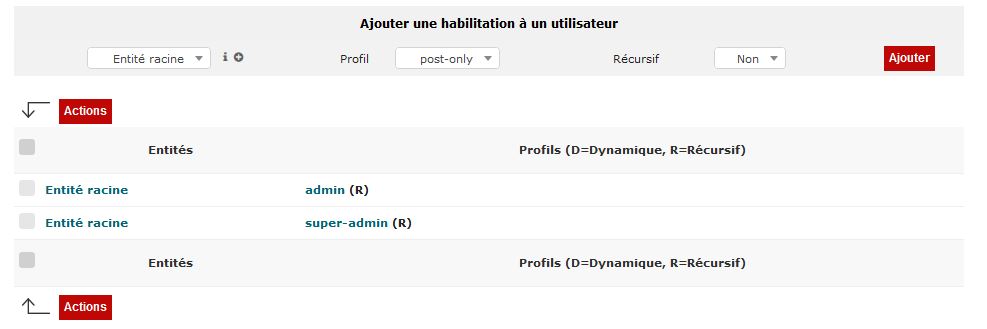 Ajouter une habilitation à un utilisateur
Entité racine Profil post-only Récursif Non Ajouter
Actions
Entités Profils (D=Dynamique, R=Récursif)
Entité racine admin (R)
Entité racine super-admin (R)
Entités Profils (D=Dynamique, R=Récursif)
Actions